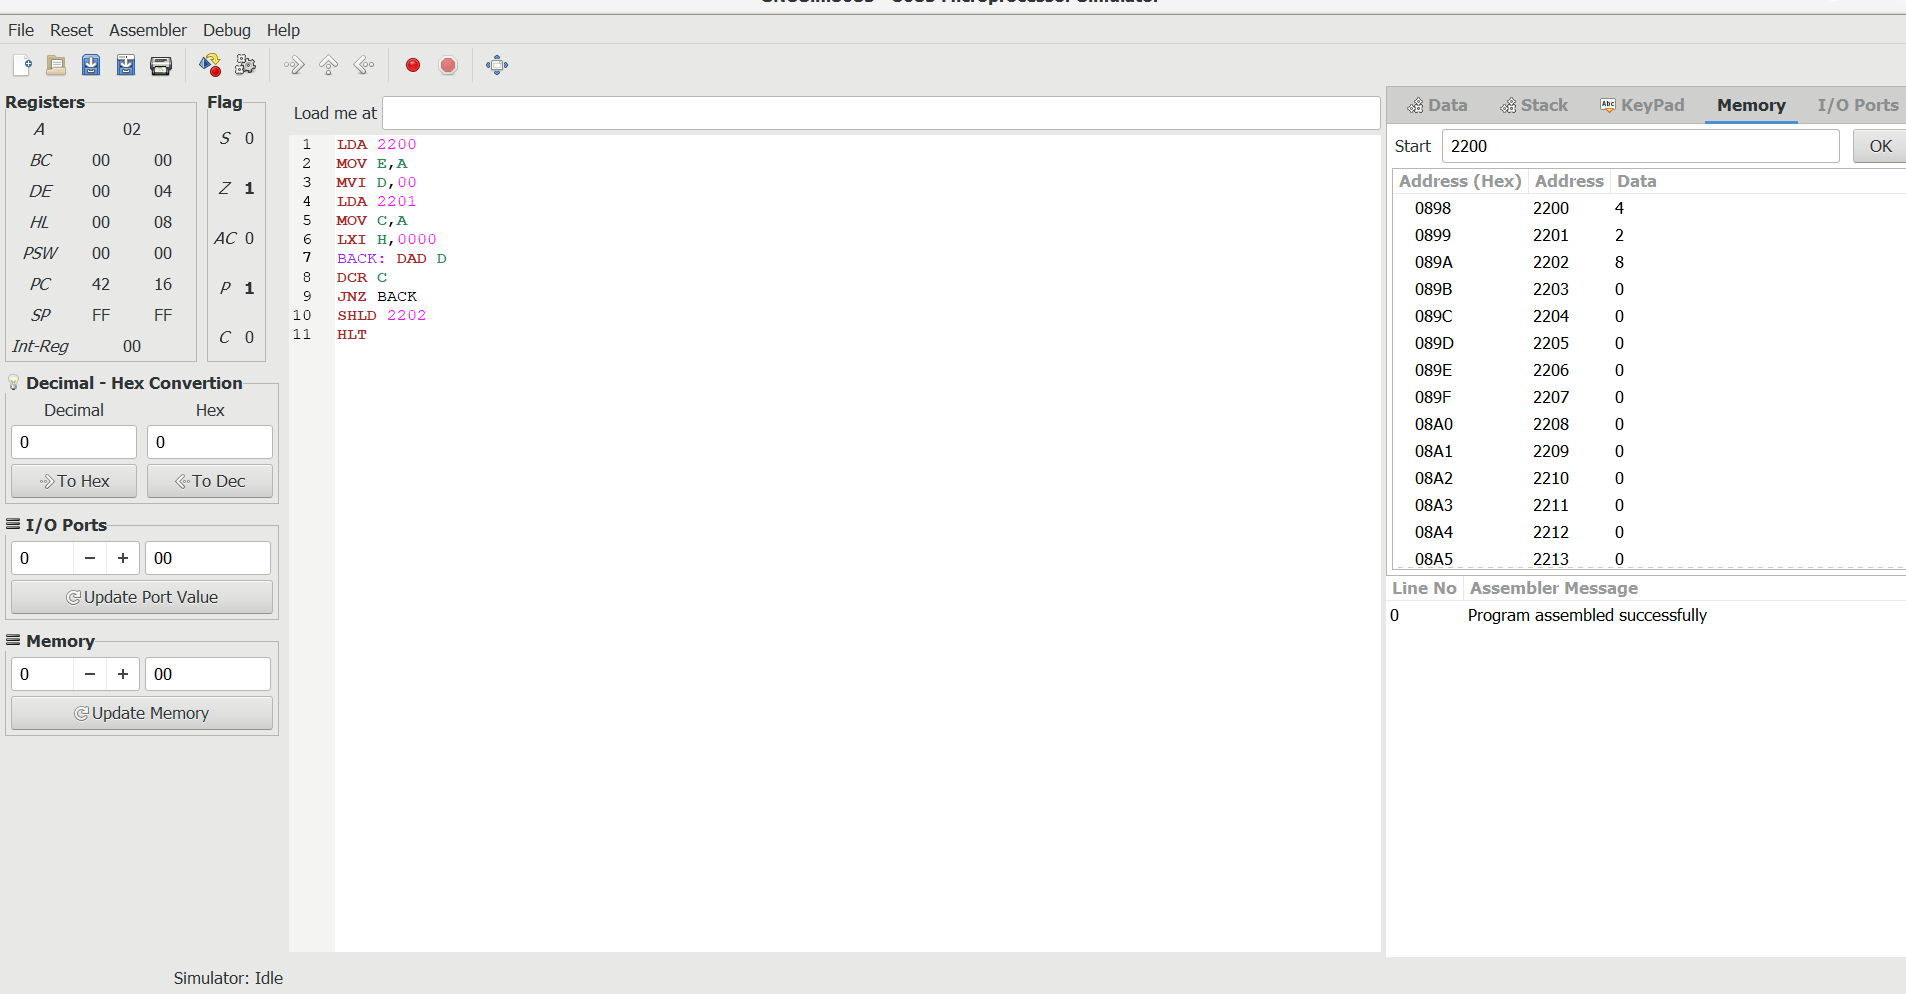 File Reset Assembler Debug Help
Registers
A 02
BC 00 00
DE 00 04
HL 00 08
PSW 00 00
PC 42 16
SP FF FF
Int-Reg 00
Flag
S 0
Z 1
AC 0
P 1
C 0
Decimal - Hex Convertion
Decimal Hex
0 0
To Hex To Dec
I/O Ports
0 − + 00
Update Port Value
Memory
0 − + 00
Update Memory
Load me at
1 LDA 2200
2 MOV E,A
3 MVI D,00
4 LDA 2201
5 MOV C,A
6 LXI H,0000
7 BACK: DAD D
8 DCR C
9 JNZ BACK
10 SHLD 2202
11 HLT
Data Stack Abc KeyPad Memory I/O Ports
Start 2200 OK
Address (Hex) Address Data
0898 2200 4
0899 2201 2
089A 2202 8
089B 2203 0
089C 2204 0
089D 2205 0
089E 2206 0
089F 2207 0
08A0 2208 0
08A1 2209 0
08A2 2210 0
08A3 2211 0
08A4 2212 0
08A5 2213 0
Line No Assembler Message
0 Program assembled successfully
Simulator: Idle